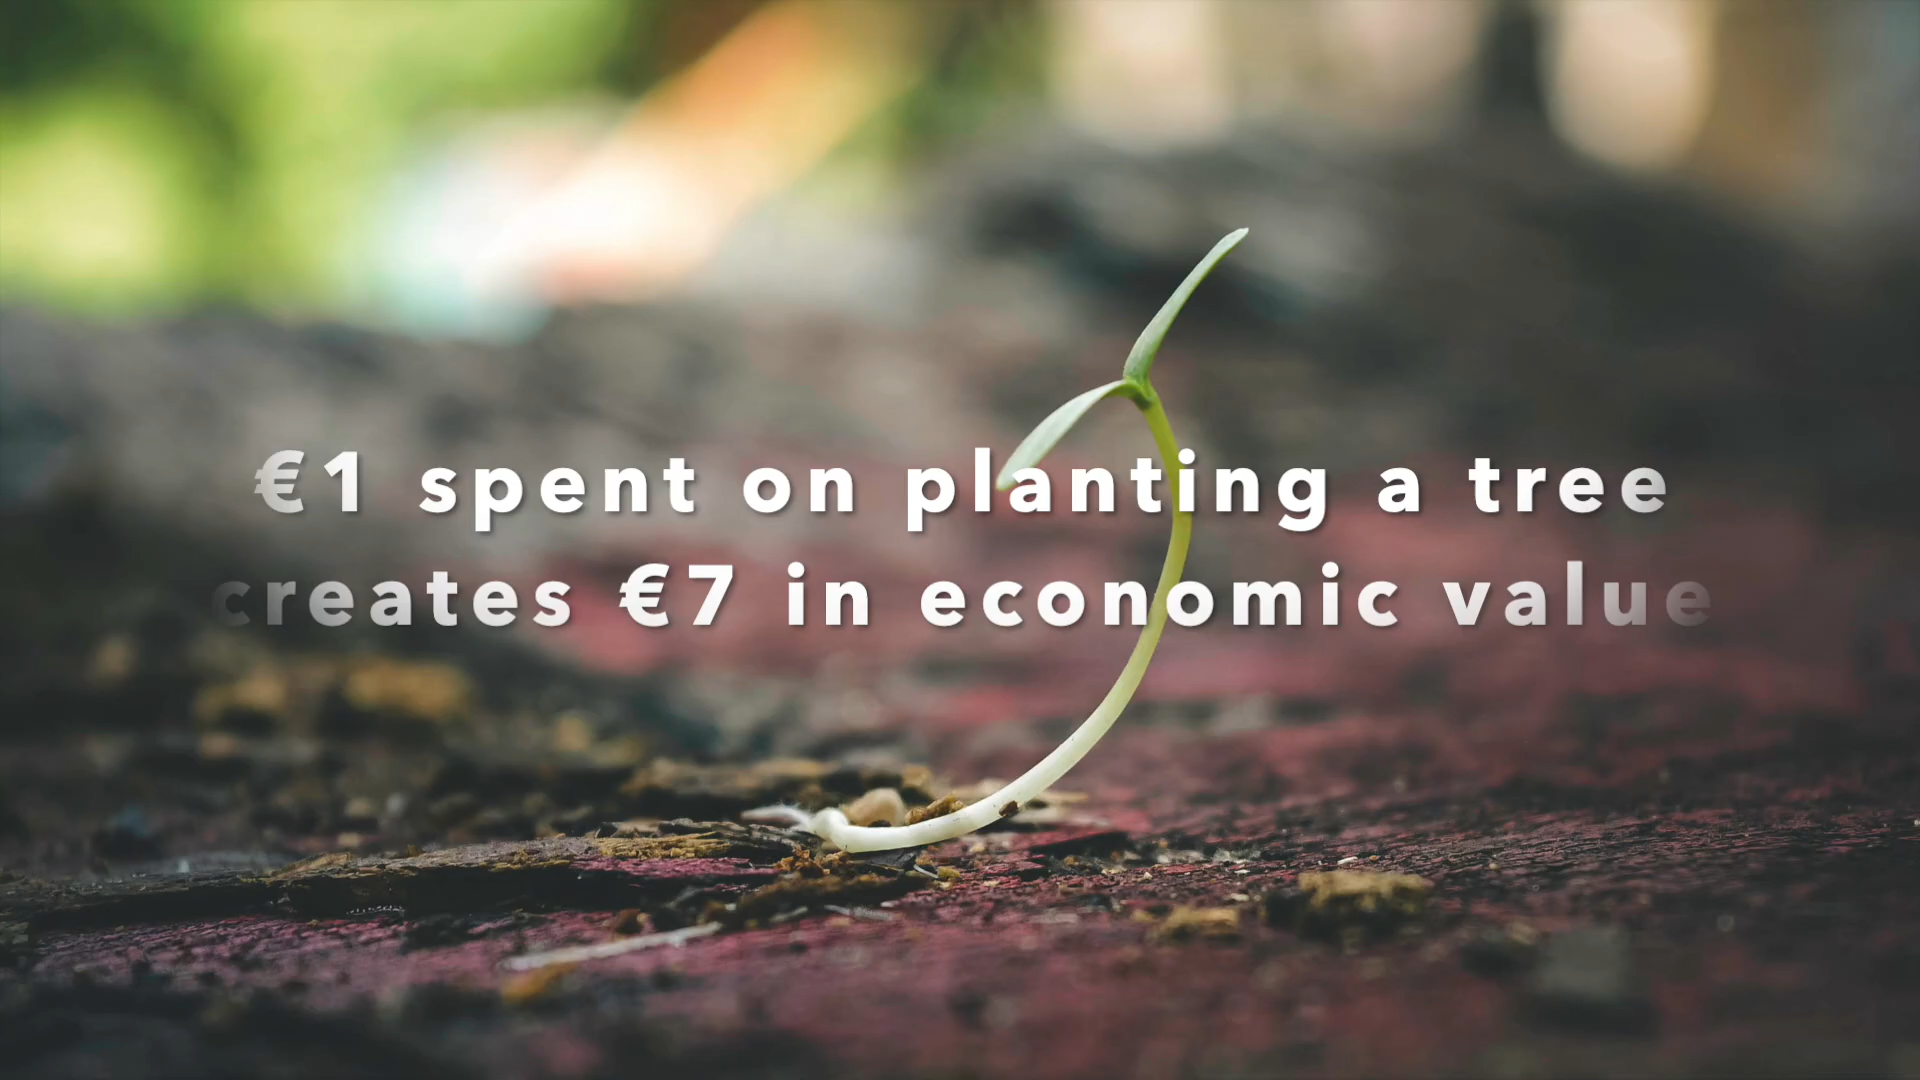 €1 spent on planting a tree
creates €7 in economic value